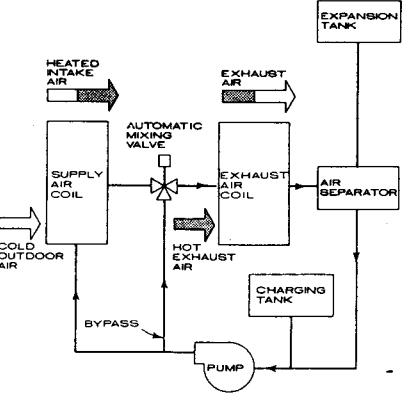 EXPANSION
TANK
HEATED
INTAKE
AIR
EXHAUST
AIR
AUTOMATIC
MIXING
VALVE
SUPPLY
AIR
COIL
EXHAUST
AIR
COIL
AIR
SEPARATOR
COLD
OUTDOOR
AIR
HOT
EXHAUST
AIR
CHARGING
TANK
BYPASS
PUMP